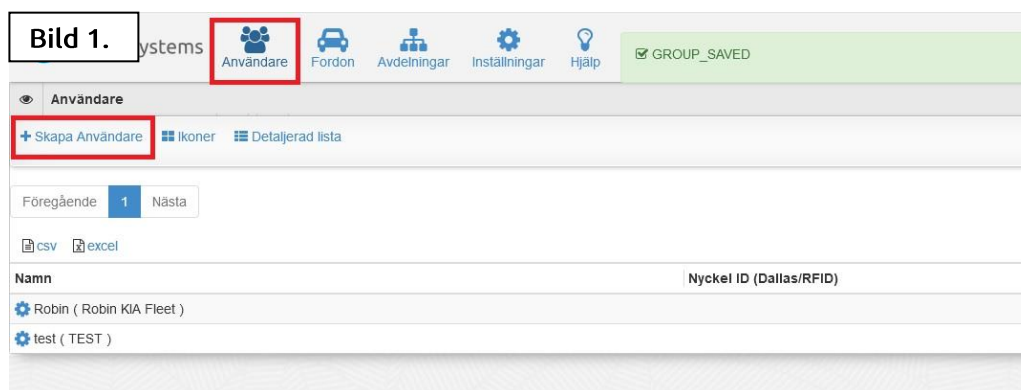 Bild 1.
ystems
Användare
Fordon
Avdelningar
Inställningar
Hjälp
GROUP_SAVED
Användare
Skapa Användare
Ikoner
Detaljerad lista
Föregående
1
Nästa
csv
excel
Namn
Nyckel ID (Dallas/RFID)
Robin ( Robin KIA Fleet )
test ( TEST )